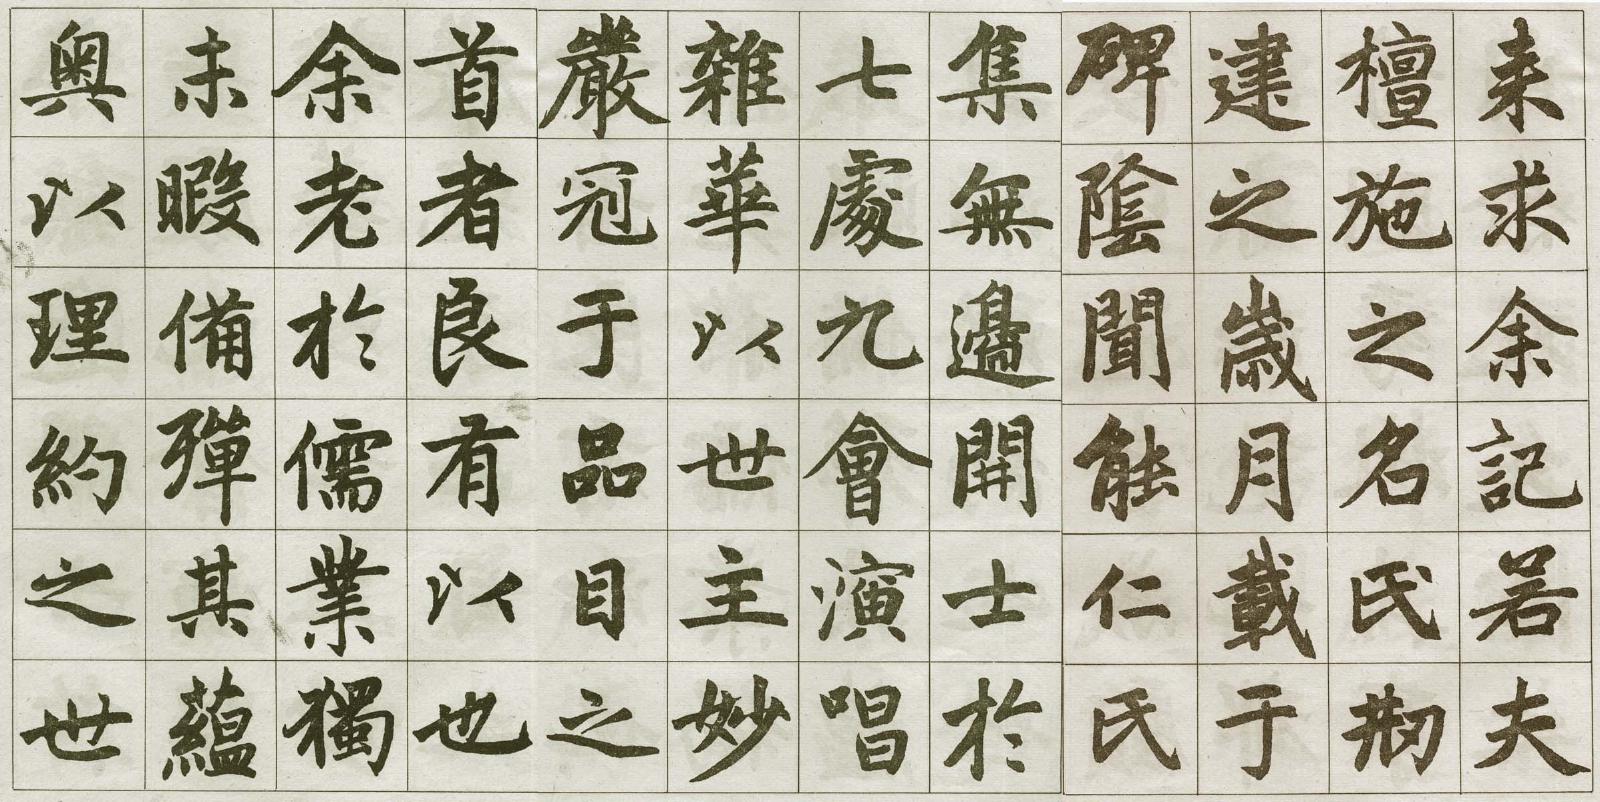 耒求余記若夫
檀施之名氏剏
建之歲月載于
碑陰聞能仁氏
集無邊開士於
七處九會演唱
雜華以世主妙
嚴冠于品目之
首者良有以也
余老於儒業獨
未暇備殫其蘊
奧以理約之世